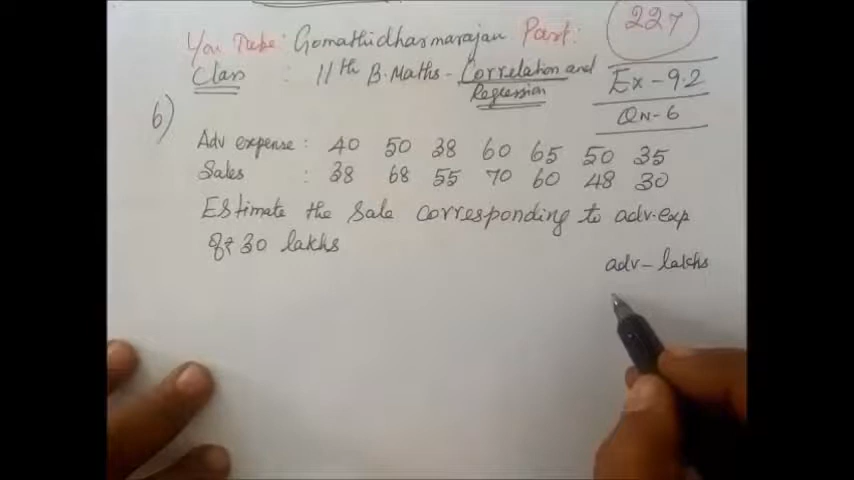 You Tube: Gomathidharmarajan Part: 227
Class : 11th B.Maths - Correlation and Regression
Ex - 9.2
QN - 6
6)
Adv expense : 40 50 38 60 65 50 35
Sales : 38 68 55 70 60 48 30
Estimate the sale corresponding to adv.exp
of ₹ 30 lakhs
adv - lakhs